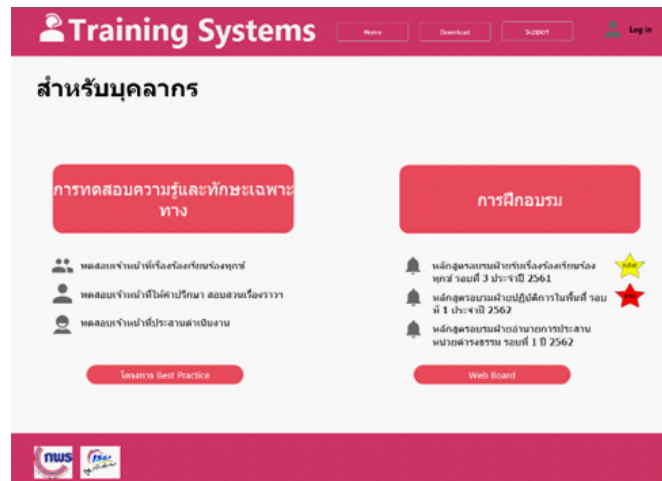 Training Systems
Home
Download
Support
Log in
สำหรับบุคลากร
การทดสอบความรู้และทักษะเฉพาะ
ทาง
การฝึกอบรม
ทดสอบเจ้าหน้าที่เรื่องร้องเรียนร้องทุกข์
ทดสอบเจ้าหน้าที่ให้คำปรึกษา สอบสวนเรื่องราวฯ
ทดสอบเจ้าหน้าที่ประสานดำเนินงาน
หลักสูตรอบรมฝ่ายรับเรื่องร้องเรียนร้อง
ทุกข์ รอบที่ 3 ประจำปี 2561
หลักสูตรอบรมฝ่ายปฏิบัติการในพื้นที่ รอบ
ที่ 1 ประจำปี 2562
หลักสูตรอบรมฝ่ายอำนวยการประสาน
หน่วยดำรงธรรม รอบที่ 1 ปี 2562
โครงการ Best Practice
Web Board
กพร